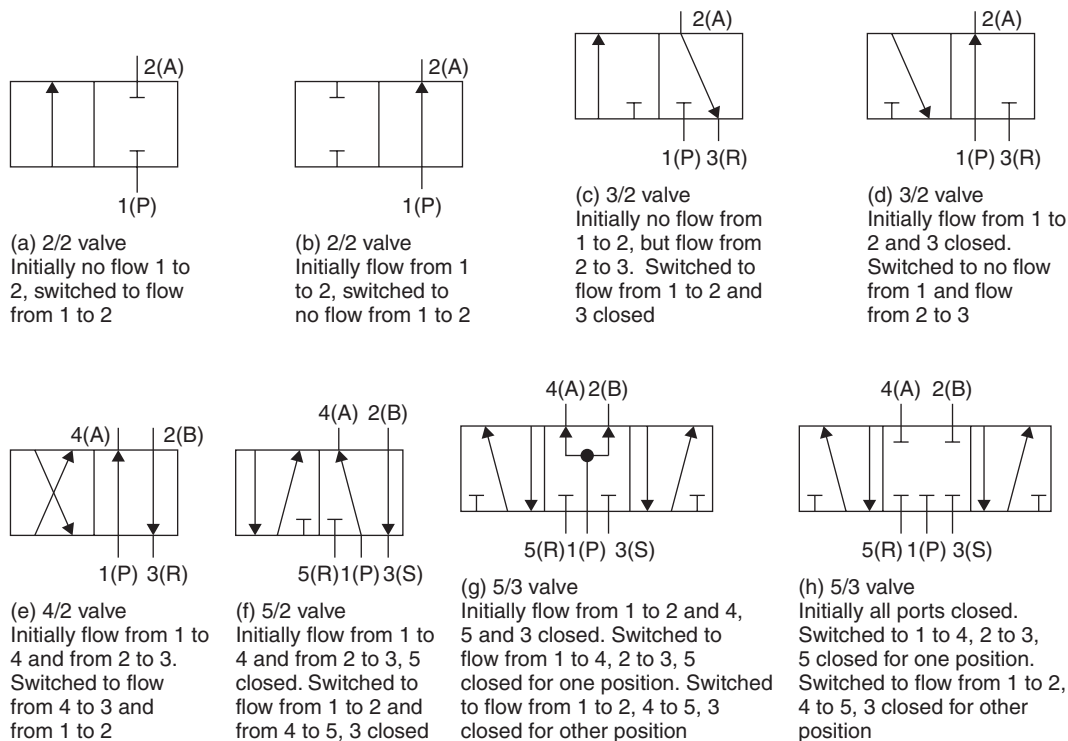 2(A)
1(P)
(a) 2/2 valve
Initially no flow 1 to
2, switched to flow
from 1 to 2
2(A)
1(P)
(b) 2/2 valve
Initially flow from 1
to 2, switched to
no flow from 1 to 2
2(A)
1(P) 3(R)
(c) 3/2 valve
Initially no flow from
1 to 2, but flow from
2 to 3. Switched to
flow from 1 to 2 and
3 closed
2(A)
1(P) 3(R)
(d) 3/2 valve
Initially flow from 1 to
2 and 3 closed.
Switched to no flow
from 1 and flow
from 2 to 3
4(A) 2(B)
1(P) 3(R)
(e) 4/2 valve
Initially flow from 1 to
4 and from 2 to 3.
Switched to flow
from 4 to 3 and
from 1 to 2
4(A) 2(B)
5(R) 1(P) 3(S)
(f) 5/2 valve
Initially flow from 1 to
4 and from 2 to 3, 5
closed. Switched to
flow from 1 to 2 and
from 4 to 5, 3 closed
4(A) 2(B)
5(R) 1(P) 3(S)
(g) 5/3 valve
Initially flow from 1 to 2 and 4,
5 and 3 closed. Switched to
flow from 1 to 4, 2 to 3, 5
closed for one position. Switched
to flow from 1 to 2, 4 to 5, 3
closed for other position
4(A) 2(B)
5(R) 1(P) 3(S)
(h) 5/3 valve
Initially all ports closed.
Switched to 1 to 4, 2 to 3,
5 closed for one position.
Switched to flow from 1 to 2,
4 to 5, 3 closed for other
position